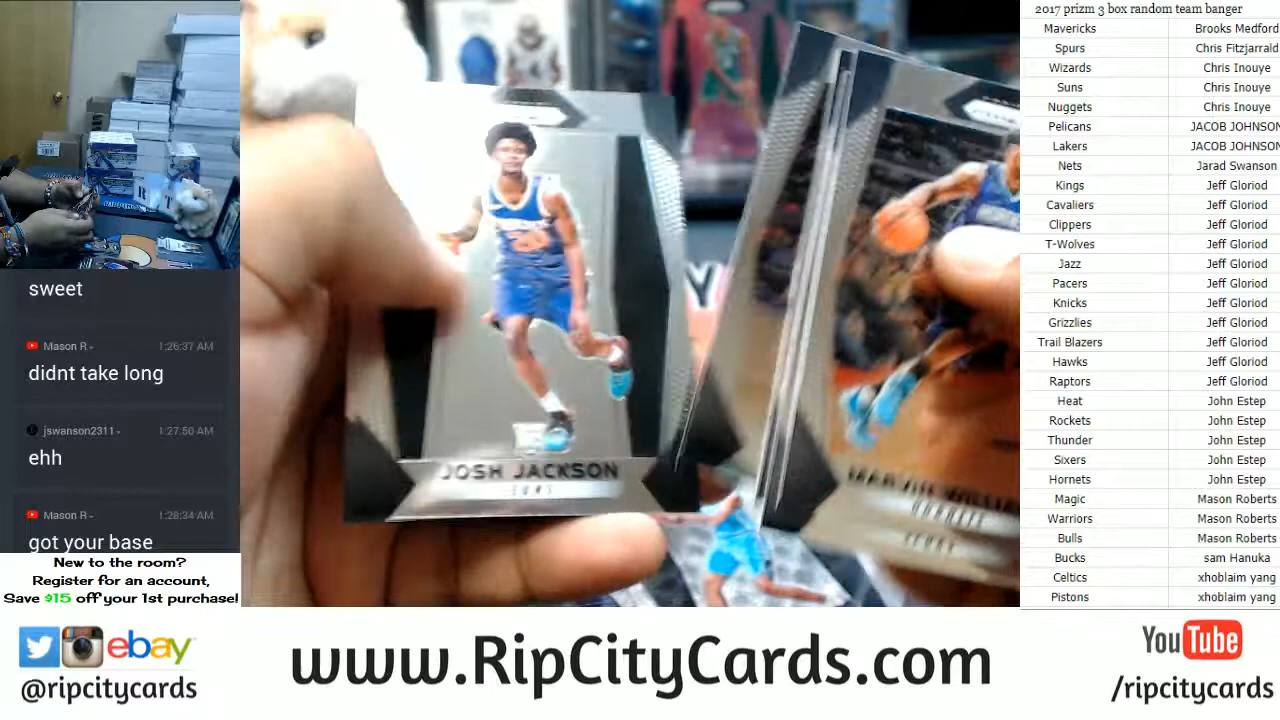 sweet
Mason R
1:26:37 AM
didnt take long
jswanson2311
1:27:50 AM
ehh
Mason R
1:28:34 AM
got your base
New to the room?
Register for an account,
Save $15 off your 1st purchase!
JOSH JACKSON
SUNS
2017 prizm 3 box random team banger
Mavericks Brooks Medford
Spurs Chris Fitzjarrald
Wizards Chris Inouye
Suns Chris Inouye
Nuggets Chris Inouye
Pelicans JACOB JOHNSON
Lakers JACOB JOHNSON
Nets Jarad Swanson
Kings Jeff Gloriod
Cavaliers Jeff Gloriod
Clippers Jeff Gloriod
T-Wolves Jeff Gloriod
Jazz Jeff Gloriod
Pacers Jeff Gloriod
Knicks Jeff Gloriod
Grizzlies Jeff Gloriod
Trail Blazers Jeff Gloriod
Hawks Jeff Gloriod
Raptors Jeff Gloriod
Heat John Estep
Rockets John Estep
Thunder John Estep
Sixers John Estep
Hornets John Estep
Magic Mason Roberts
Warriors Mason Roberts
Bulls Mason Roberts
Bucks sam Hanuka
Celtics xhoblaim yang
Pistons xhoblaim yang
ebay
@ripcitycards
www.RipCityCards.com
YouTube
/ripcitycards